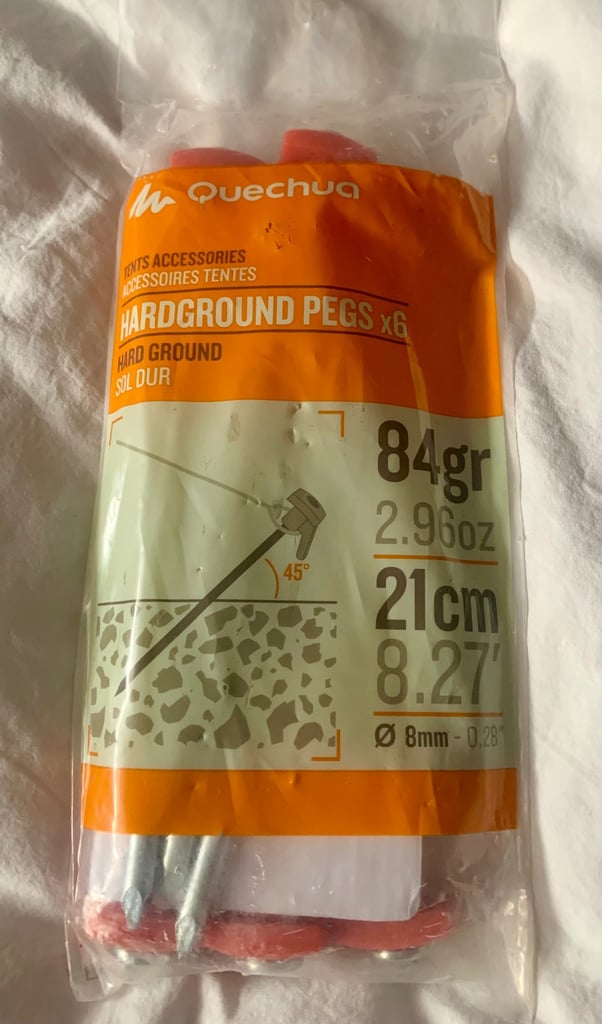 Quechua
TENTS ACCESSORIES
ACCESSOIRES TENTES
HARDGROUND PEGS x6
HARD GROUND
SOL DUR
84gr
2.96oz
45°
21cm
8.27'
Ø 8mm - 0.28"